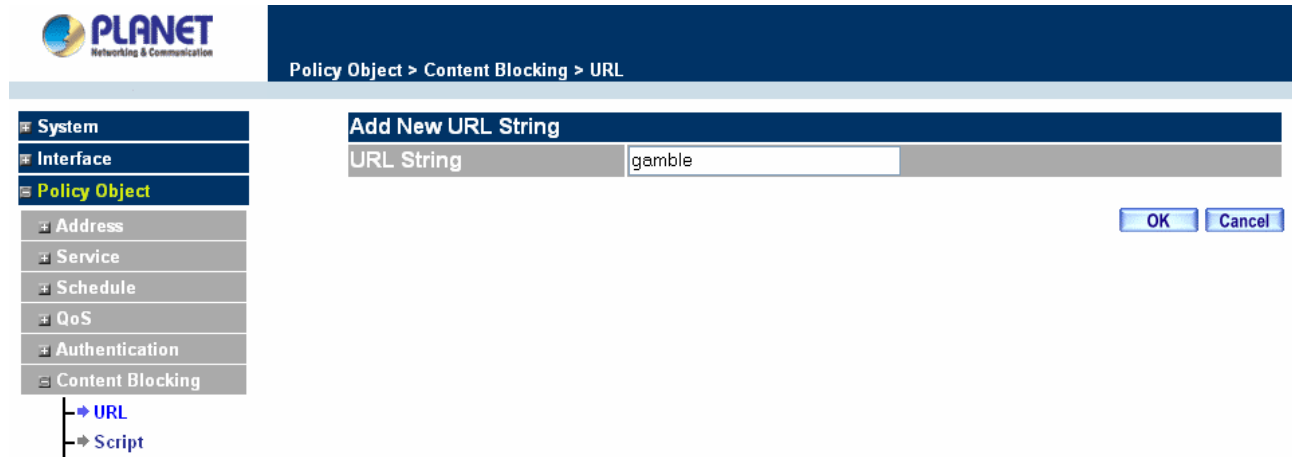 PLANET
Networking & Communication
Policy Object > Content Blocking > URL
System
Interface
Policy Object
Address
Service
Schedule
QoS
Authentication
Content Blocking
URL
Script
Add New URL String
URL String gamble
OK Cancel